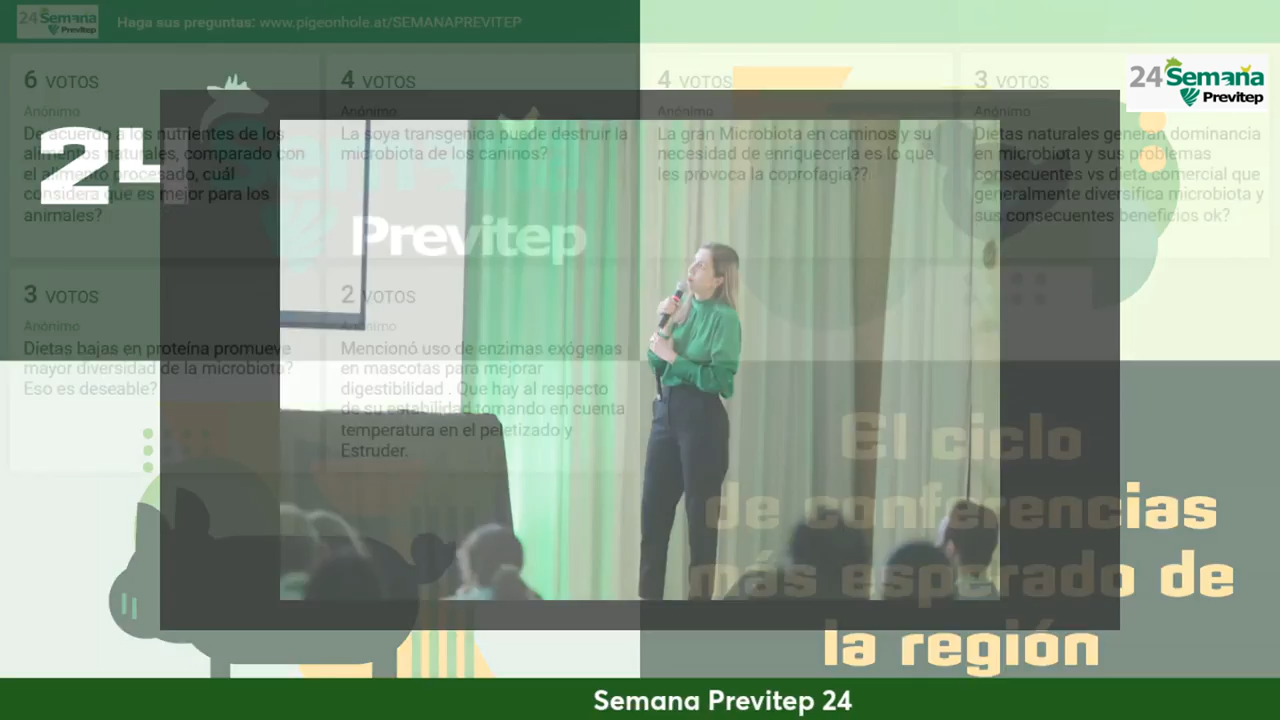 24 Semana
Previtep
Haga sus preguntas: www.pigeonhole.at/SEMANAPREVITEP
24 Semana
Previtep
6 VOTOS
Anónimo
De acuerdo a los nutrientes de los
alimentos naturales, comparado con
el alimento procesado, cuál
considera que es mejor para los
animales?
4 VOTOS
Anónimo
La soya transgenica puede destruir la
microbiota de los caninos?
4 VOTOS
Anónimo
La gran Microbiota en caminos y su
necesidad de enriquecerla es lo que
les provoca la coprofagia??
3 VOTOS
Anónimo
Dietas naturales generan dominancia
en microbiota y sus problemas
consecuentes vs dieta comercial que
generalmente diversifica microbiota y
sus consecuentes beneficios ok?
24
Semana
Previtep
3 VOTOS
Anónimo
Dietas bajas en proteína promueve
mayor diversidad de la microbioto?
Eso es deseable?
2 VOTOS
Anónimo
Mencionó uso de enzimas exógenas
en mascotas para mejorar
digestibilidad . Que hay al respecto
de su estabilidad tomando en cuenta
temperatura en el peletizado y
Estruder.
El ciclo
de conferencias
más esperado de
la región
Semana Previtep 24